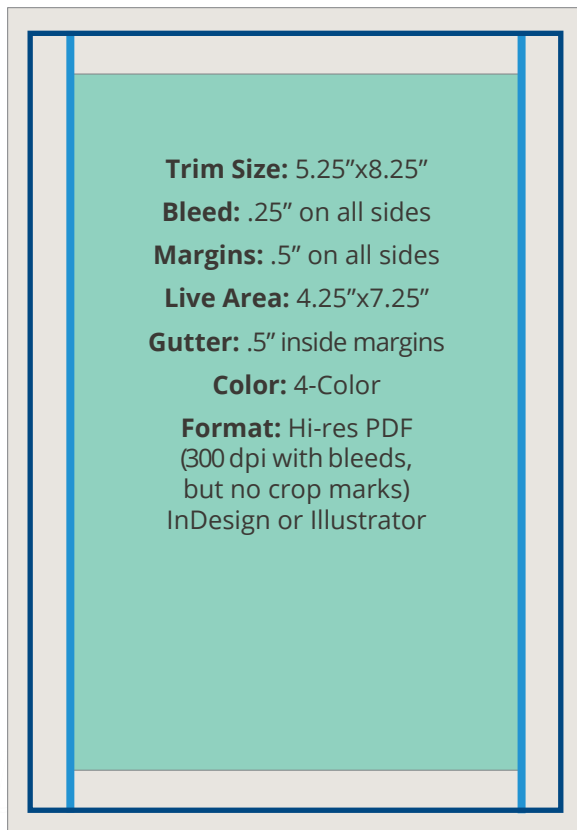 Trim Size: 5.25”x8.25”
Bleed: .25” on all sides
Margins: .5” on all sides
Live Area: 4.25”x7.25”
Gutter: .5” inside margins
Color: 4-Color
Format: Hi-res PDF
(300 dpi with bleeds,
but no crop marks)
InDesign or Illustrator